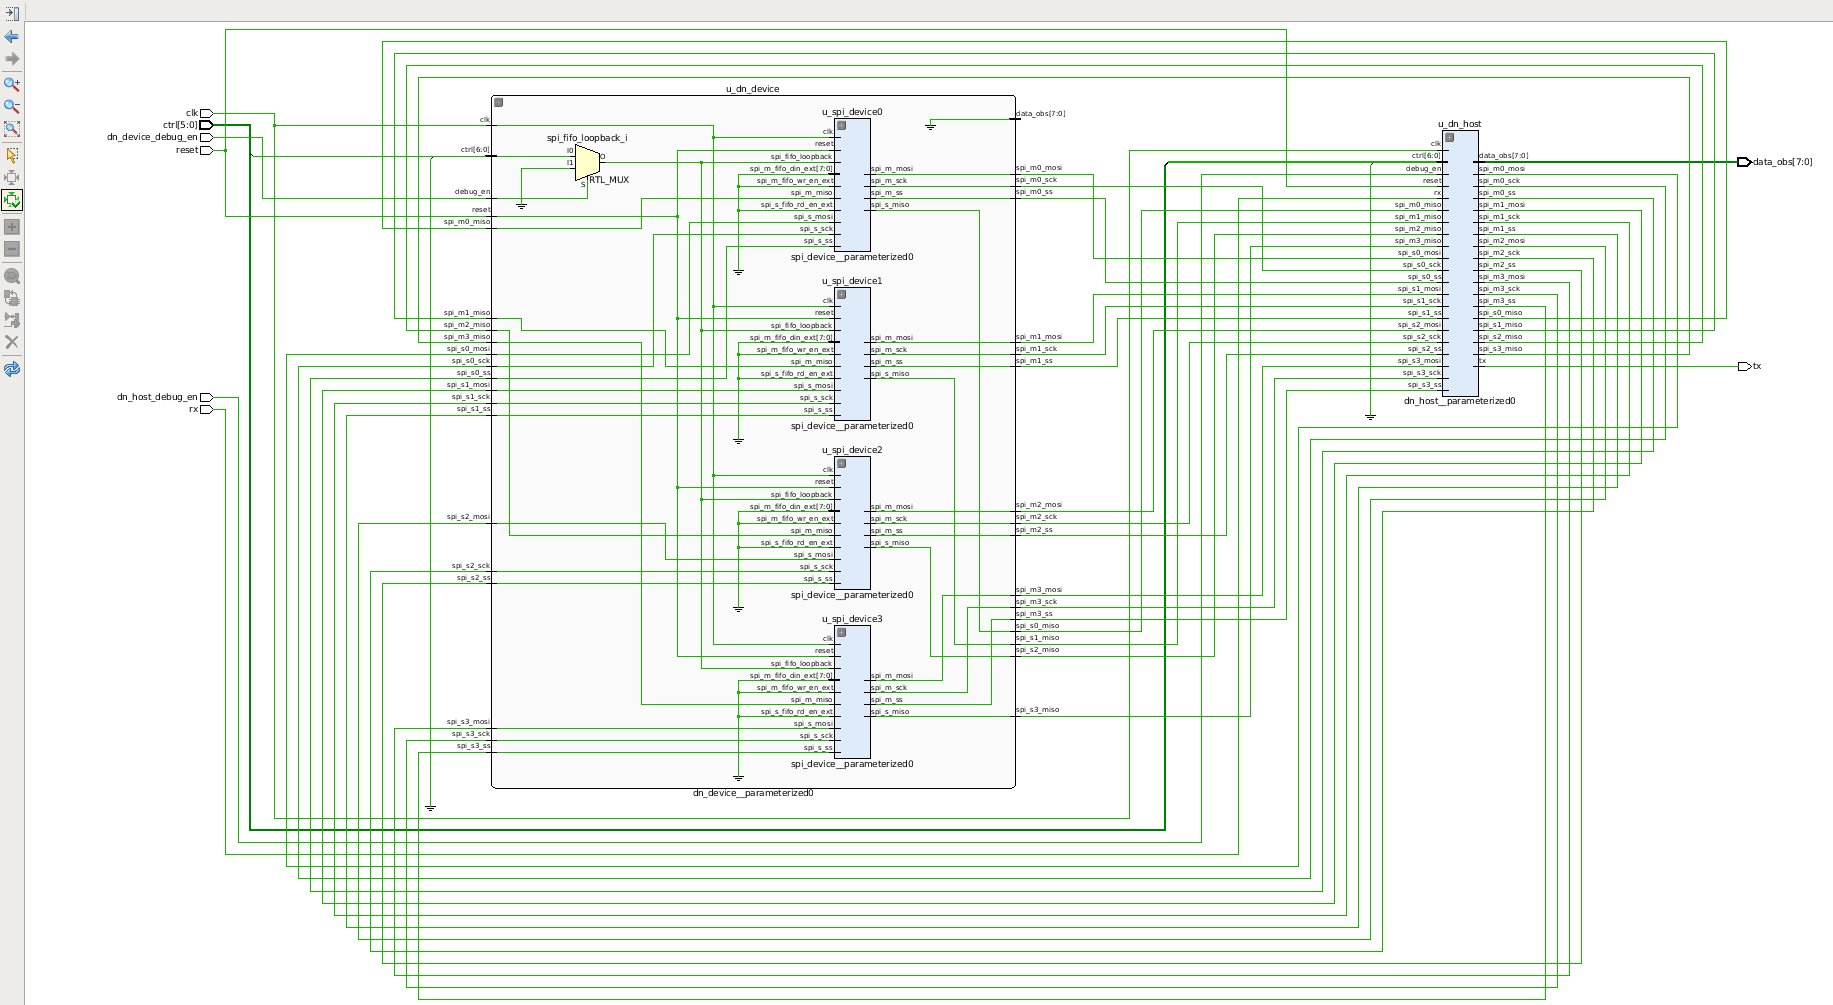 clk
ctrl[5:0]
dn_device_debug_en
reset
dn_host_debug_en
rx
u_dn_device
clk
ctrl[6:0]
debug_en
reset
spi_m0_miso
spi_m1_miso
spi_m2_miso
spi_m3_miso
spi_s0_mosi
spi_s0_sck
spi_s0_ss
spi_s1_mosi
spi_s1_sck
spi_s1_ss
spi_s2_mosi
spi_s2_sck
spi_s2_ss
spi_s3_mosi
spi_s3_sck
spi_s3_ss
spi_fifo_loopback_i
I0
I1
O
S
RTL_MUX
u_spi_device0
clk
reset
spi_fifo_loopback
spi_m_fifo_din_ext[7:0]
spi_m_fifo_wr_en_ext
spi_m_miso
spi_s_fifo_rd_en_ext
spi_s_mosi
spi_s_sck
spi_s_ss
spi_m_mosi
spi_m_sck
spi_m_ss
spi_s_miso
spi_device__parameterized0
u_spi_device1
clk
reset
spi_fifo_loopback
spi_m_fifo_din_ext[7:0]
spi_m_fifo_wr_en_ext
spi_m_miso
spi_s_fifo_rd_en_ext
spi_s_mosi
spi_s_sck
spi_s_ss
spi_m_mosi
spi_m_sck
spi_m_ss
spi_s_miso
spi_device__parameterized0
u_spi_device2
clk
reset
spi_fifo_loopback
spi_m_fifo_din_ext[7:0]
spi_m_fifo_wr_en_ext
spi_m_miso
spi_s_fifo_rd_en_ext
spi_s_mosi
spi_s_sck
spi_s_ss
spi_m_mosi
spi_m_sck
spi_m_ss
spi_s_miso
spi_device__parameterized0
u_spi_device3
clk
reset
spi_fifo_loopback
spi_m_fifo_din_ext[7:0]
spi_m_fifo_wr_en_ext
spi_m_miso
spi_s_fifo_rd_en_ext
spi_s_mosi
spi_s_sck
spi_s_ss
spi_m_mosi
spi_m_sck
spi_m_ss
spi_s_miso
spi_device__parameterized0
data_obs[7:0]
spi_m0_mosi
spi_m0_sck
spi_m0_ss
spi_m1_mosi
spi_m1_sck
spi_m1_ss
spi_m2_mosi
spi_m2_sck
spi_m2_ss
spi_m3_mosi
spi_m3_sck
spi_m3_ss
spi_s0_miso
spi_s1_miso
spi_s2_miso
spi_s3_miso
dn_device__parameterized0
u_dn_host
clk
ctrl[6:0]
debug_en
reset
rx
spi_m0_miso
spi_m1_miso
spi_m2_miso
spi_m3_miso
spi_s0_mosi
spi_s0_sck
spi_s0_ss
spi_s1_mosi
spi_s1_sck
spi_s1_ss
spi_s2_mosi
spi_s2_sck
spi_s2_ss
spi_s3_mosi
spi_s3_sck
spi_s3_ss
data_obs[7:0]
spi_m0_mosi
spi_m0_sck
spi_m0_ss
spi_m1_mosi
spi_m1_sck
spi_m1_ss
spi_m2_mosi
spi_m2_sck
spi_m2_ss
spi_m3_mosi
spi_m3_sck
spi_m3_ss
spi_s0_miso
spi_s1_miso
spi_s2_miso
spi_s3_miso
tx
dn_host__parameterized0
data_obs[7:0]
tx